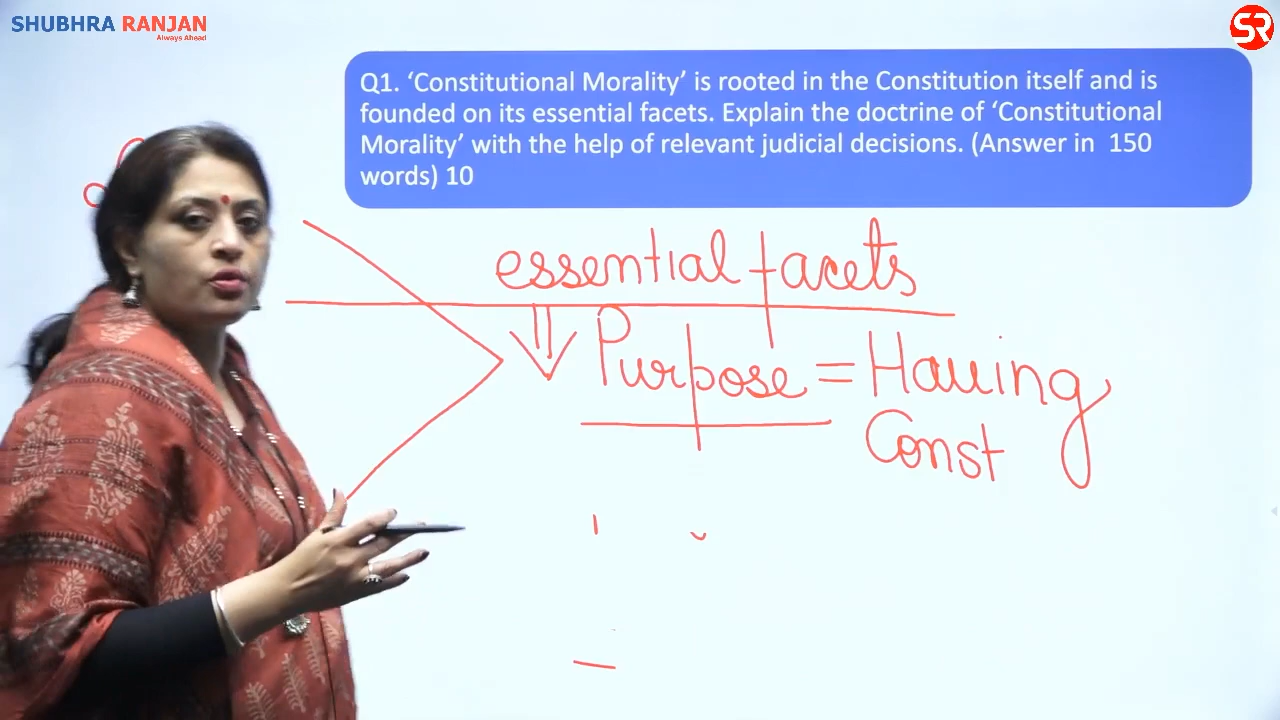 SHUBHRA RANJAN
Always Ahead
SR
Q1. ‘Constitutional Morality’ is rooted in the Constitution itself and is
founded on its essential facets. Explain the doctrine of ‘Constitutional
Morality’ with the help of relevant judicial decisions. (Answer in 150
words) 10
essential facets
Purpose = Having
Const